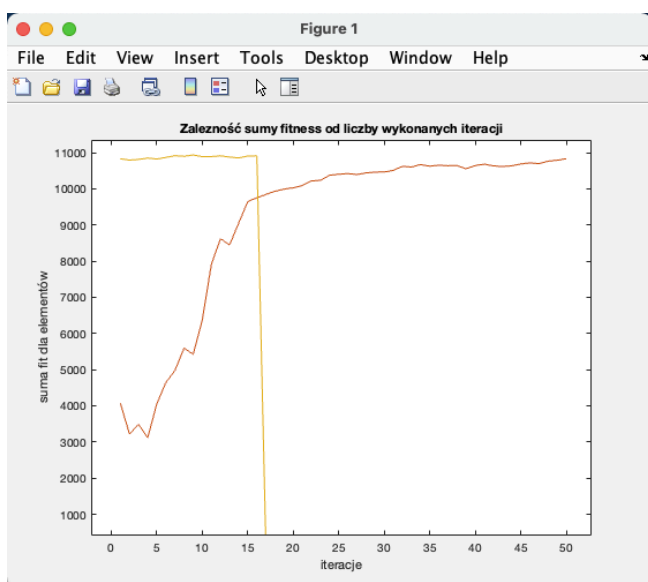 Figure 1
File Edit View Insert Tools Desktop Window Help
Zalezność sumy fitness od liczby wykonanych iteracji
11000
10000
9000
8000
7000
6000
5000
4000
3000
2000
1000
suma fit dla elementów
0 5 10 15 20 25 30 35 40 45 50
iteracje